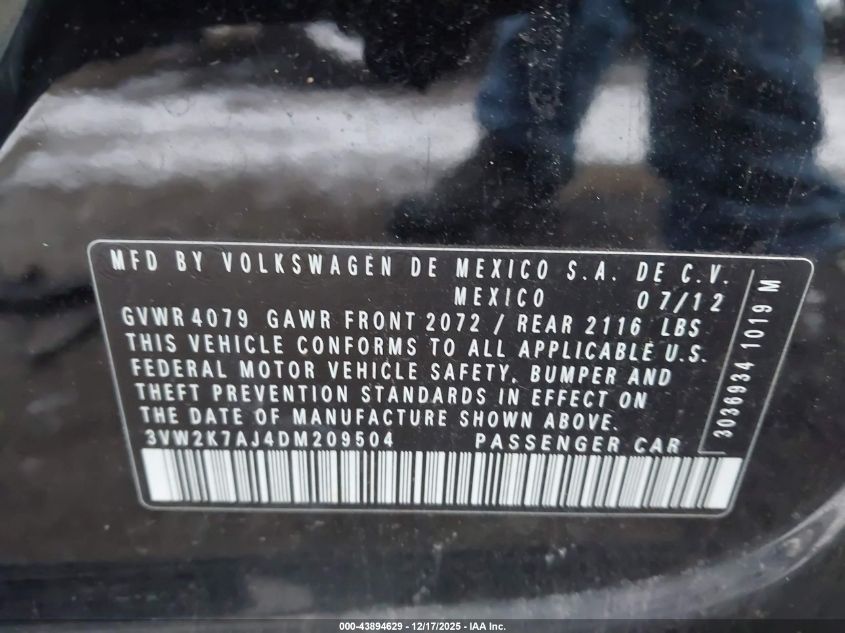 MFD BY VOLKSWAGEN DE MEXICO S.A. DE C.V.
MEXICO 07/12
GVWR 4079 GAWR FRONT 2072 / REAR 2116 LBS
THIS VEHICLE CONFORMS TO ALL APPLICABLE U.S.
FEDERAL MOTOR VEHICLE SAFETY, BUMPER AND
THEFT PREVENTION STANDARDS IN EFFECT ON
THE DATE OF MANUFACTURE SHOWN ABOVE.
3VW2K7AJ4DM209504 PASSENGER CAR
3036934 1019 M
000-43894629 - 12/17/2025 - IAA Inc.